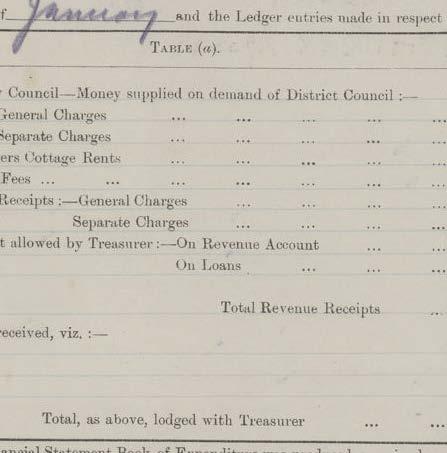 f January and the Ledger entries made in respect
TABLE (a).
Council—Money supplied on demand of District Council :—
General Charges ... ... ... ... ...
Separate Charges ... ... ... ... ...
ers Cottage Rents ... ... ... ... ...
Fees ... ... ... ... ... ... ...
Receipts :—General Charges ... ... ... ...
Separate Charges ... ... ... ...
t allowed by Treasurer :—On Revenue Account ... ...
On Loans ... ... ...
Total Revenue Receipts ...
eceived, viz. :—
Total, as above, lodged with Treasurer ... ...